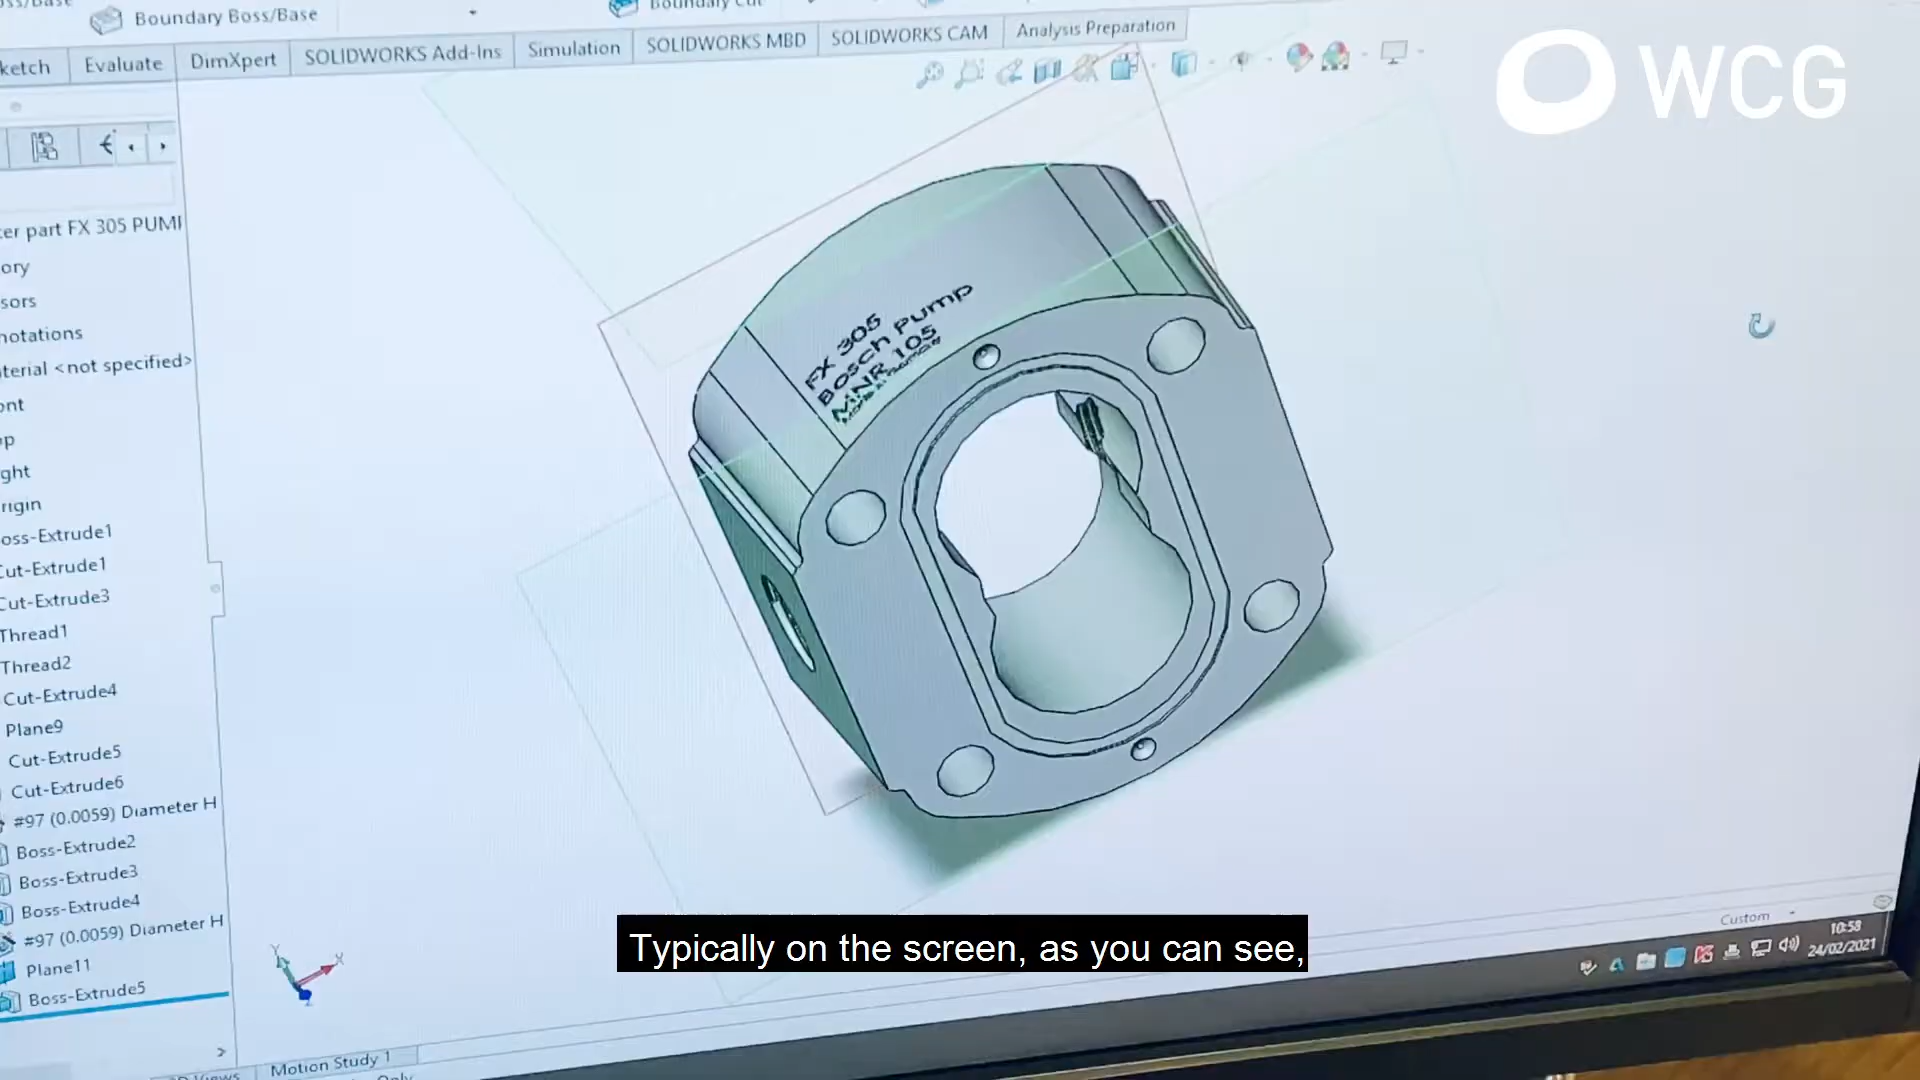 Boundary Boss/Base
ketch
Evaluate
DimXpert
SOLIDWORKS Add-Ins
Simulation
SOLIDWORKS MBD
SOLIDWORKS CAM
Analysis Preparation
WCG
er part FX 305 PUMI
ory
sors
notations
terial <not specified>
ont
op
ght
rigin
oss-Extrude1
Cut-Extrude1
Cut-Extrude3
Thread1
Thread2
Cut-Extrude4
Plane9
Cut-Extrude5
Cut-Extrude6
#97 (0.0059) Diameter H
Boss-Extrude2
Boss-Extrude3
Boss-Extrude4
#97 (0.0059) Diameter H
Plane11
Boss-Extrude5
FX 305
Bosch Pump
MNR 105
Y
X
Typically on the screen, as you can see,
Custom
10:58
24/02/2021
Motion Study 1